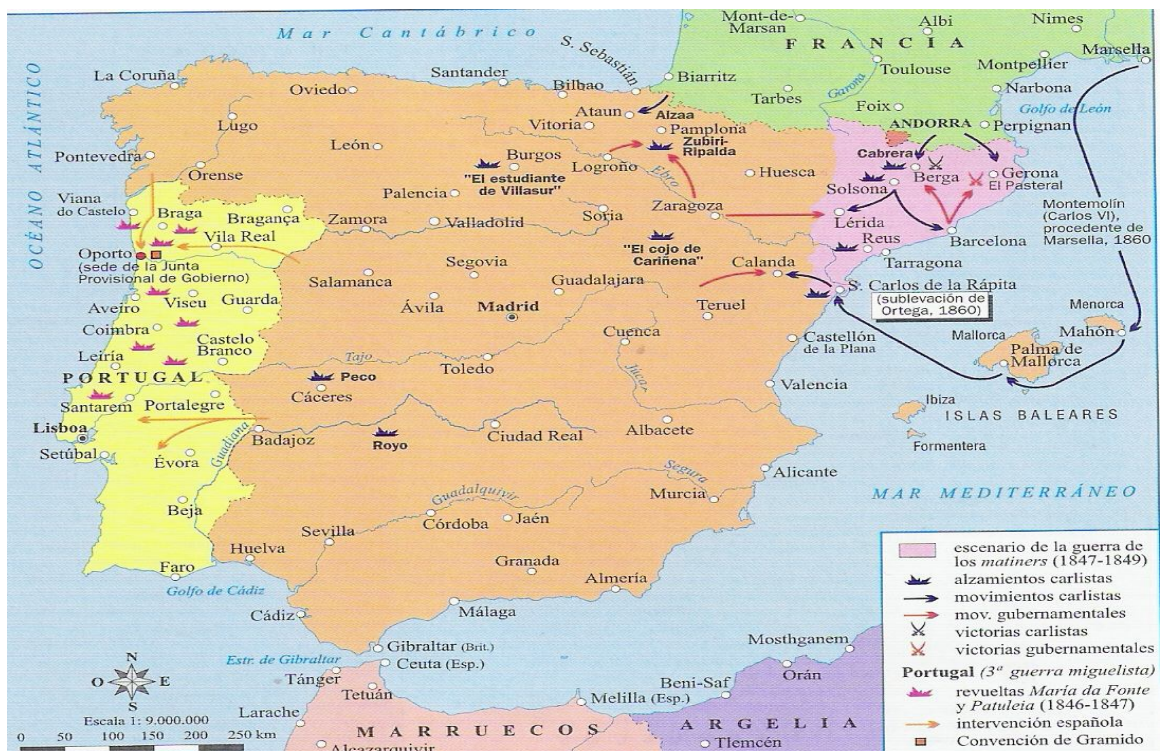 Mar Cantábrico
OCÉANO ATLÁNTICO
Mont-de-
Marsan
Albi
Nimes
FRANCIA
Marsella
Toulouse
Montpellier
Biarritz
Tarbes
Garona
Foix
Narbona
Golfo de León
ANDORRA
Perpignan
La Coruña
Oviedo
Santander
Bilbao
S. Sebastián
Ataun
Alzaa
Lugo
Vitoria
Pamplona
Zubiri-
Ripalda
León
Pontevedra
Orense
Burgos
"El estudiante
de Villasur"
Logroño
Ebro
Huesca
Cabrera
Berga
Gerona
El Pasteral
Solsona
Palencia
Viana
do Castelo
Braga
Bragança
Zamora
Valladolid
Soria
Zaragoza
Lérida
Barcelona
Montemolín
(Carlos VI),
procedente de
Marsella, 1860
Vila Real
Oporto
(sede de la Junta
Provisional de Gobierno)
Reus
Tarragona
"El cojo de
Cariñena"
Calanda
Segovia
Salamanca
Guadalajara
S. Carlos de la Rápita
(sublevación de
Ortega, 1860)
Aveiro
Viseu
Guarda
Ávila
Madrid
Teruel
Menorca
Mahón
Mallorca
Palma de
Mallorca
Coimbra
Castelo
Branco
Cuenca
Castellón
de la Plana
Leiría
Tajo
Toledo
Júcar
PORTUGAL
Peco
Cáceres
Valencia
Santarem
Portalegre
Ibiza
ISLAS BALEARES
Formentera
Lisboa
Badajoz
Royo
Ciudad Real
Albacete
Setúbal
Évora
Guadiana
Alicante
Segura
Murcia
MAR MEDITERRÁNEO
Beja
Guadalquivir
Córdoba
Jaén
Sevilla
Huelva
Granada
Faro
Almería
Golfo de Cádiz
Cádiz
Málaga
Gibraltar (Brit.)
Estr. de Gibraltar
Ceuta (Esp.)
Tánger
Tetuán
Mosthganem
Orán
Beni-Saf
Melilla (Esp.)
Larache
MARRUECOS
ARGELIA
Alcazarquivir
Tlemcén
N
O
E
S
Escala 1: 9.000.000
0 50 100 150 200 250 km
escenario de la guerra de
los matiners (1847-1849)
alzamientos carlistas
movimientos carlistas
mov. gubernamentales
victorias carlistas
victorias gubernamentales
Portugal (3ª guerra miguelista)
revueltas María da Fonte
y Patuleia (1846-1847)
intervención española
Convención de Gramido